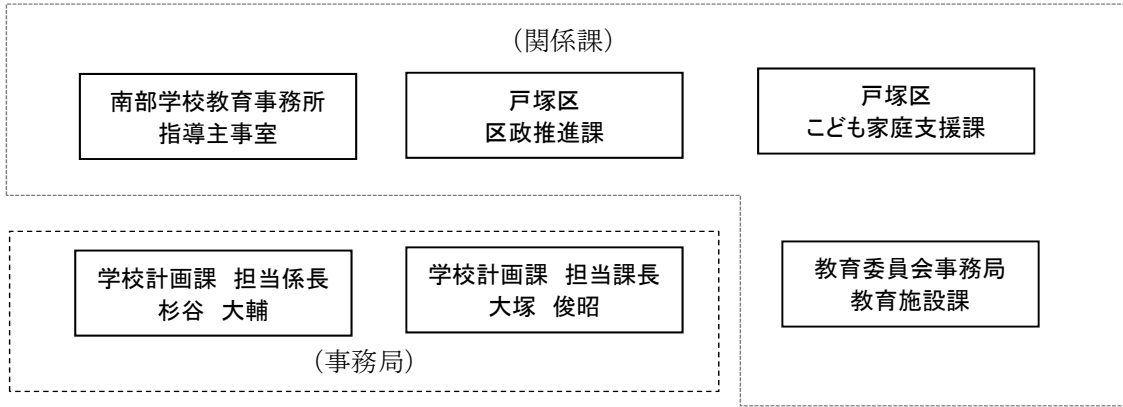 （関係課）
南部学校教育事務所
指導主事室
戸塚区
区政推進課
戸塚区
こども家庭支援課
学校計画課　担当係長
杉谷　大輔
学校計画課　担当課長
大塚　俊昭
教育委員会事務局
教育施設課
（事務局）